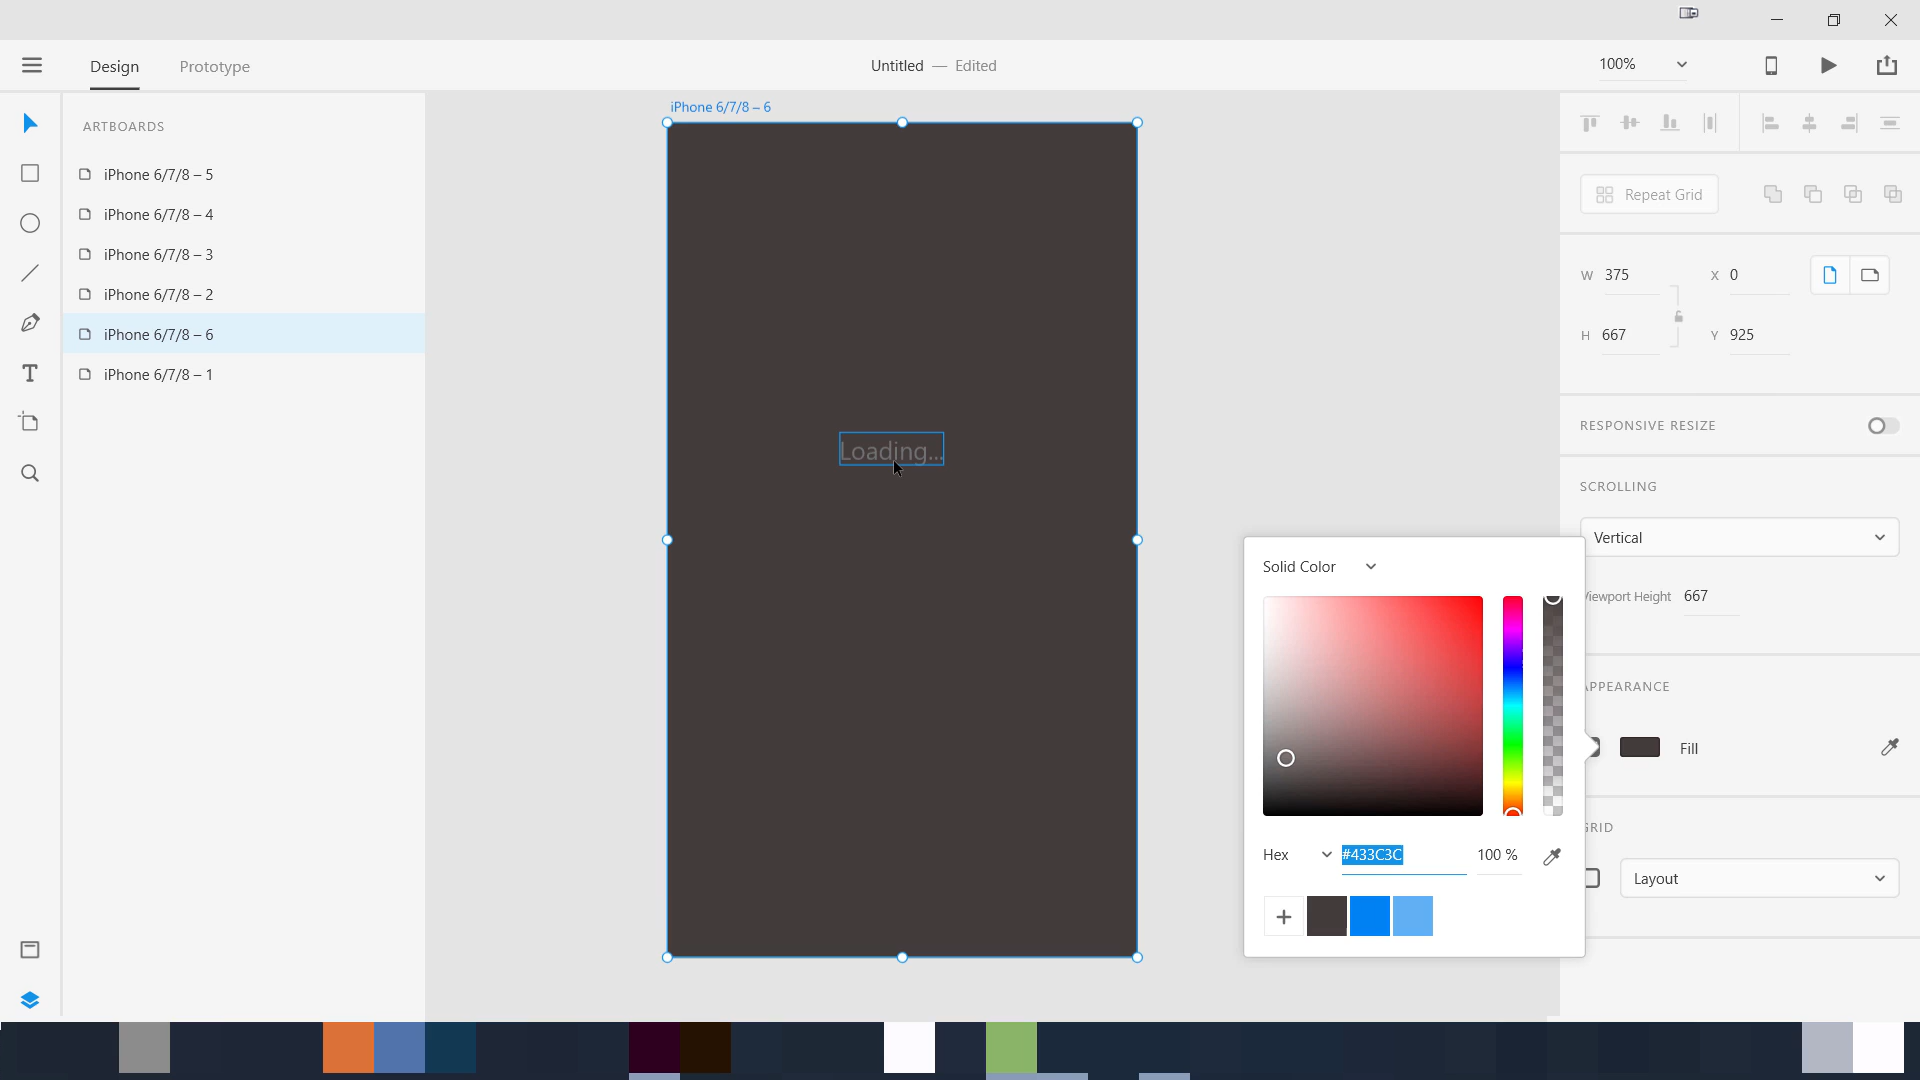 Design
Prototype
Untitled — Edited
100%
ARTBOARDS
iPhone 6/7/8 – 5
iPhone 6/7/8 – 4
iPhone 6/7/8 – 3
iPhone 6/7/8 – 2
iPhone 6/7/8 – 6
iPhone 6/7/8 – 1
iPhone 6/7/8 – 6
Loading...
Repeat Grid
W 375
X 0
H 667
Y 925
RESPONSIVE RESIZE
SCROLLING
Vertical
Viewport Height 667
APPEARANCE
Fill
GRID
Layout
Solid Color
Hex
#433C3C
100 %